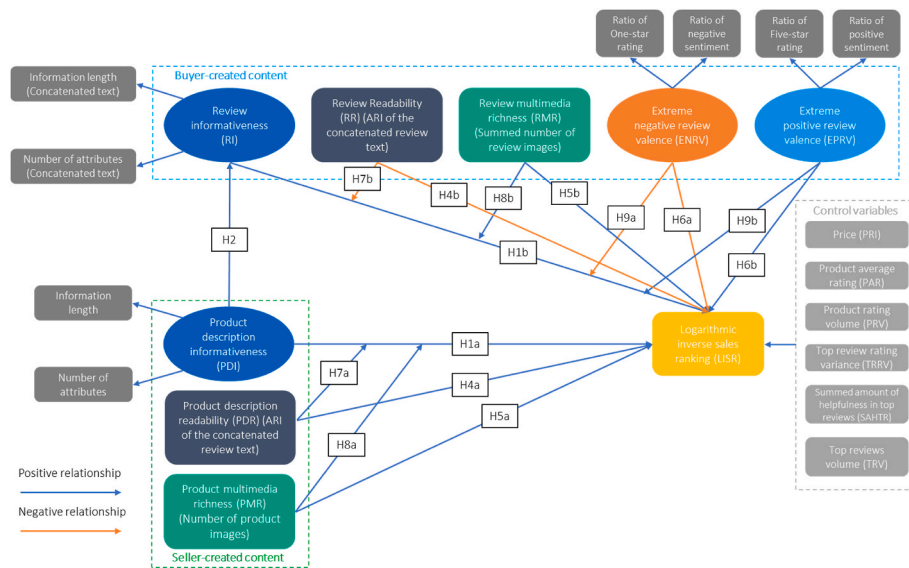 Ratio of
One-star
rating
Ratio of
negative
sentiment
Ratio of
Five-star
rating
Ratio of
positive
sentiment
Buyer-created content
Information length
(Concatenated text)
Number of attributes
(Concatenated text)
Review
informativeness
(RI)
Review Readability
(RR) (ARI of the
concatenated review
text)
Review multimedia
richness (RMR)
(Summed number of
review images)
Extreme
negative review
valence (ENRV)
Extreme
positive review
valence (EPRV)
H7b
H4b
H8b
H5b
H9a
H6a
H9b
H6b
H1b
H2
Control variables
Price (PRI)
Product average
rating (PAR)
Product rating
volume (PRV)
Top review rating
variance (TRRV)
Summed amount of
helpfulness in top
reviews (SAHTR)
Top reviews
volume (TRV)
Information
length
Number of
attributes
Product
description
informativeness
(PDI)
H1a
H7a
H4a
H8a
H5a
Logarithmic
inverse sales
ranking (LISR)
Product description
readability (PDR) (ARI
of the concatenated
review text)
Product multimedia
richness (PMR)
(Number of product
images)
Seller-created content
Positive relationship
Negative relationship